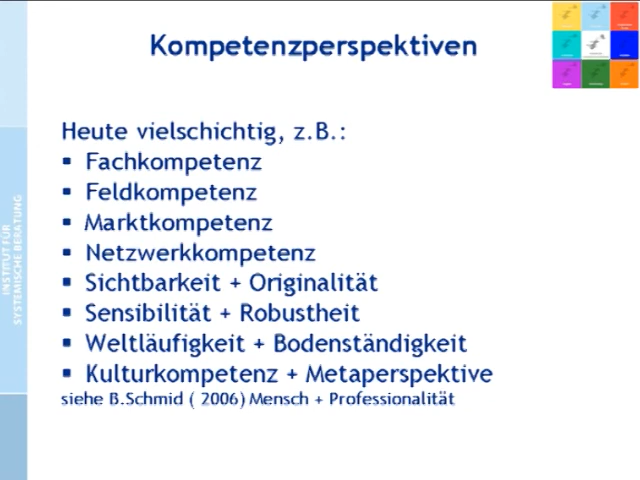 Kompetenzperspektiven
Heute vielschichtig, z.B.:
▪ Fachkompetenz
▪ Feldkompetenz
▪ Marktkompetenz
▪ Netzwerkkompetenz
▪ Sichtbarkeit + Originalität
▪ Sensibilität + Robustheit
▪ Weltläufigkeit + Bodenständigkeit
▪ Kulturkompetenz + Metaperspektive
siehe B.Schmid ( 2006) Mensch + Professionalität
INSTITUT FÜR
SYSTEMISCHE BERATUNG